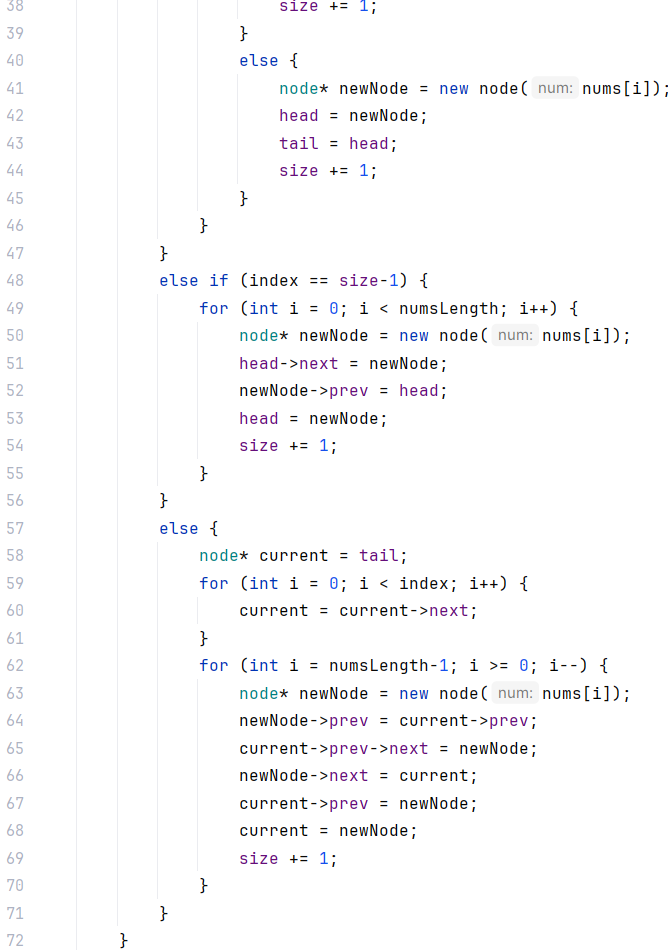 38 size += 1;
39 }
40 else {
41 node* newNode = new node( num: nums[i]);
42 head = newNode;
43 tail = head;
44 size += 1;
45 }
46 }
47 }
48 else if (index == size-1) {
49 for (int i = 0; i < numsLength; i++) {
50 node* newNode = new node( num: nums[i]);
51 head->next = newNode;
52 newNode->prev = head;
53 head = newNode;
54 size += 1;
55 }
56 }
57 else {
58 node* current = tail;
59 for (int i = 0; i < index; i++) {
60 current = current->next;
61 }
62 for (int i = numsLength-1; i >= 0; i--) {
63 node* newNode = new node( num: nums[i]);
64 newNode->prev = current->prev;
65 current->prev->next = newNode;
66 newNode->next = current;
67 current->prev = newNode;
68 current = newNode;
69 size += 1;
70 }
71 }
72 }